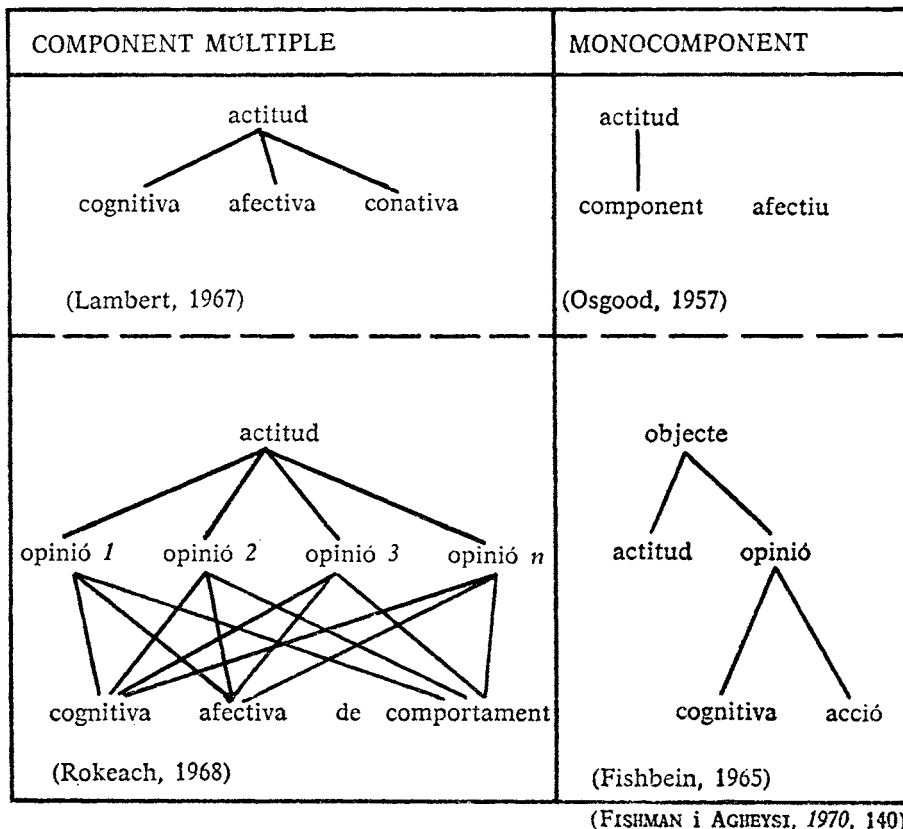 COMPONENT MÚLTIPLE
MONOCOMPONENT
actitud
cognitiva afectiva conativa
(Lambert, 1967)
actitud
component afectiu
(Osgood, 1957)
actitud
opinió 1 opinió 2 opinió 3 opinió n
cognitiva afectiva de comportament
(Rokeach, 1968)
objecte
actitud opinió
cognitiva acció
(Fishbein, 1965)
(FISHMAN i AGHEYSI, 1970, 140)